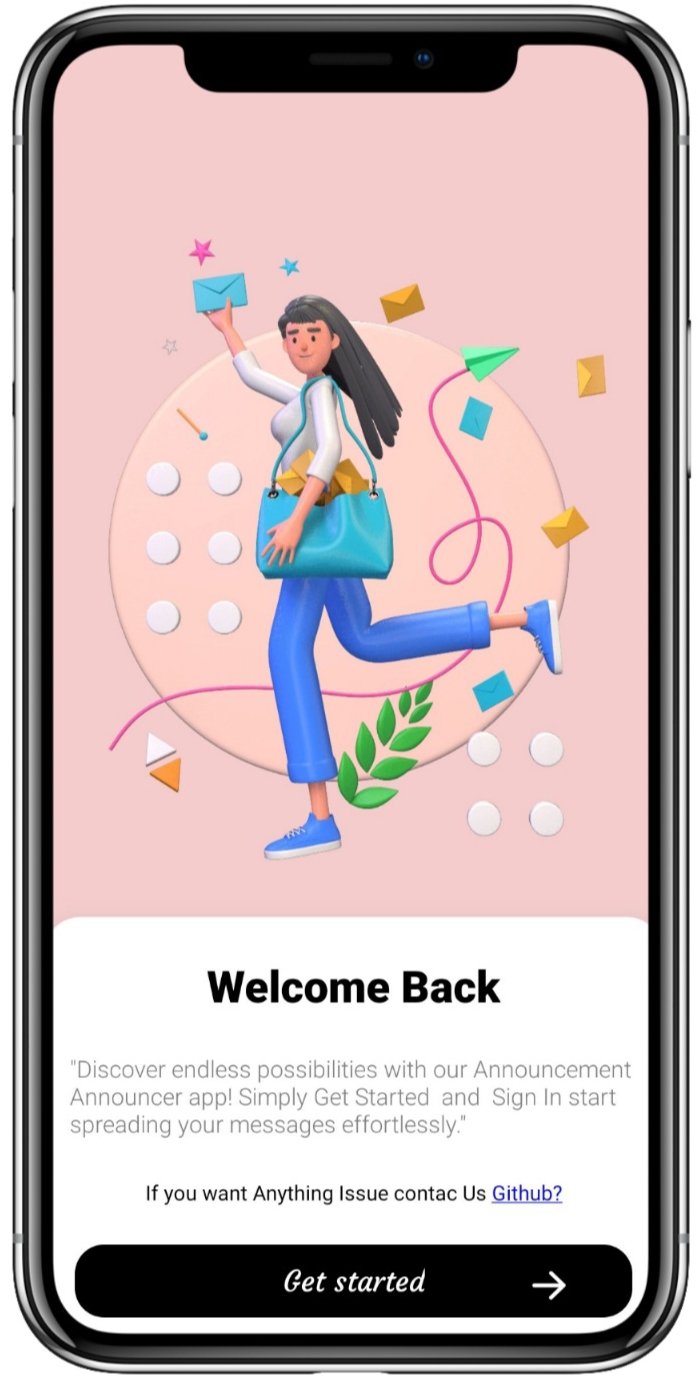 Welcome Back
"Discover endless possibilities with our Announcement
Announcer app! Simply Get Started  and  Sign In start
spreading your messages effortlessly."
If you want Anything Issue contac Us Github?
Get started